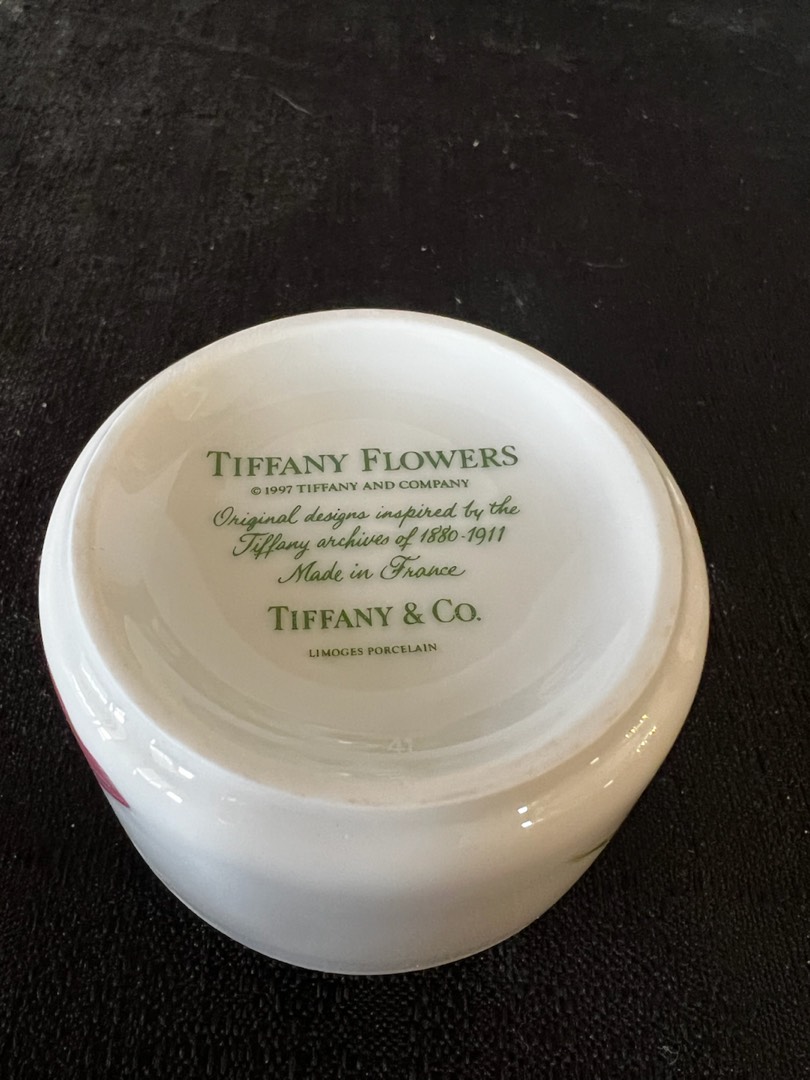 TIFFANY FLOWERS
© 1997 TIFFANY AND COMPANY
Original designs inspired by the
Tiffany archives of 1880-1911
Made in France
TIFFANY & CO.
LIMOGES PORCELAIN
41